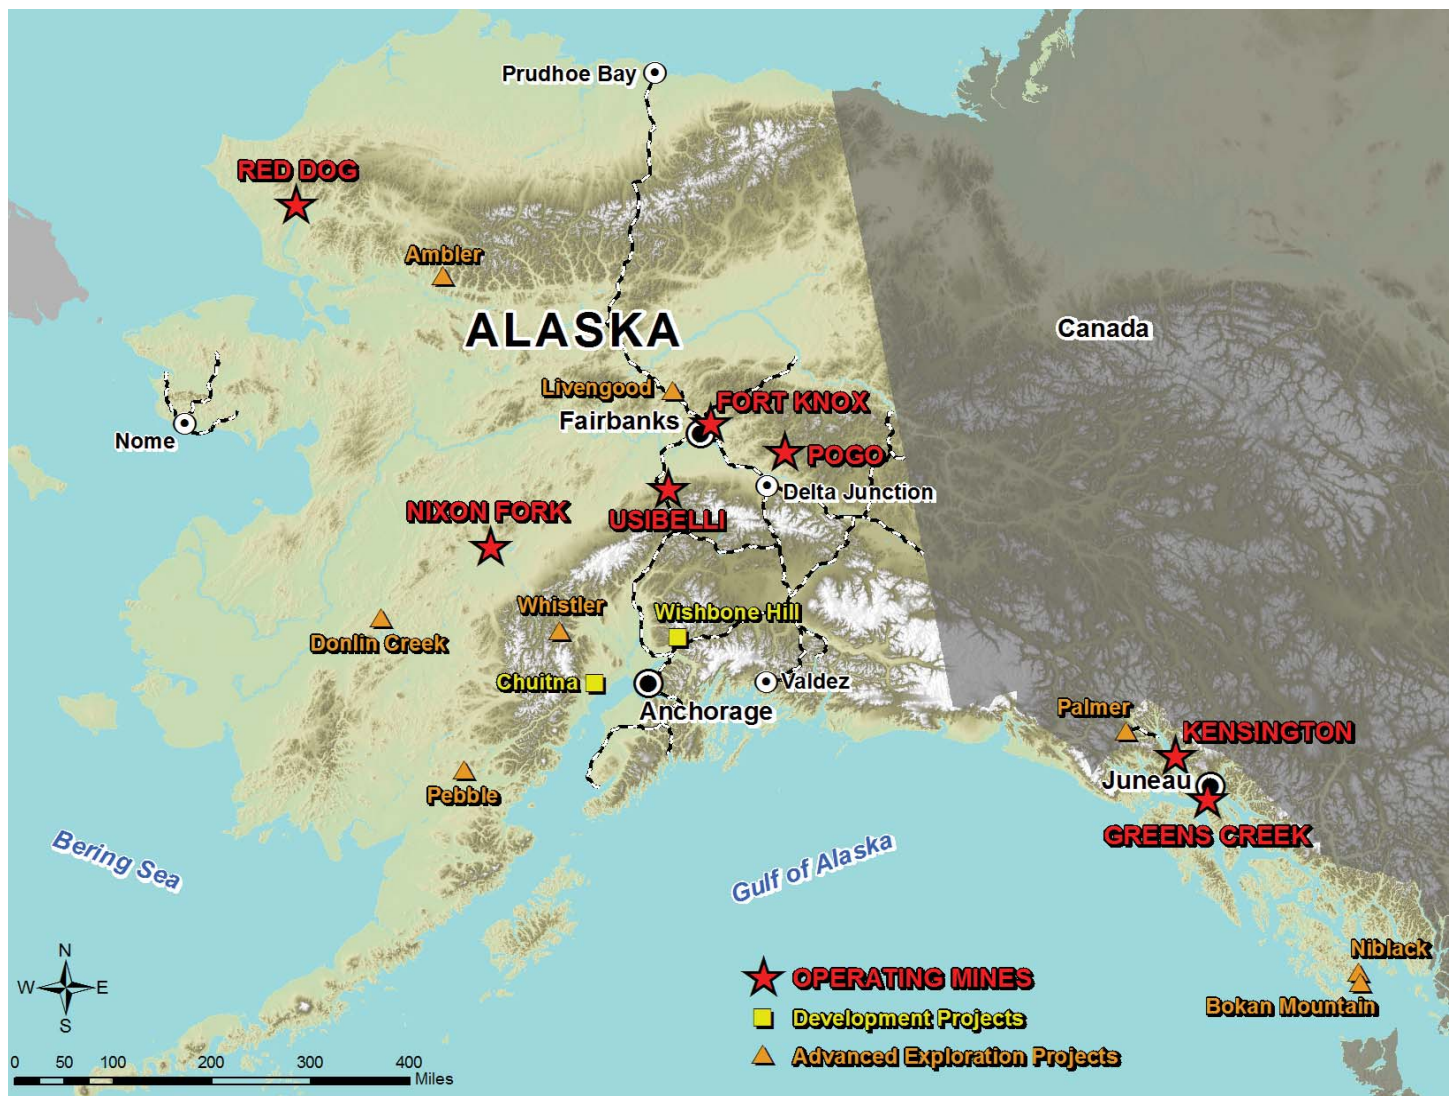 Prudhoe Bay
RED DOG
Ambler
ALASKA
Canada
Livengood
FORT KNOX
Fairbanks
Nome
POGO
Delta Junction
NIXON FORK
USIBELLI
Whistler
Wishbone Hill
Donlin Creek
Chuitna
Valdez
Anchorage
Palmer
KENSINGTON
Juneau
Pebble
GREENS CREEK
Bering Sea
Gulf of Alaska
Niblack
Bokan Mountain
N
W E
S
OPERATING MINES
Development Projects
Advanced Exploration Projects
0 50 100 200 300 400
Miles